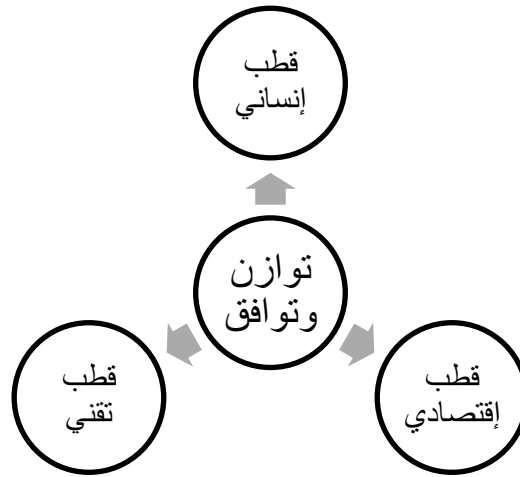 قطب
إنساني
توازن
وتوافق
قطب
إقتصادي
قطب
تقني